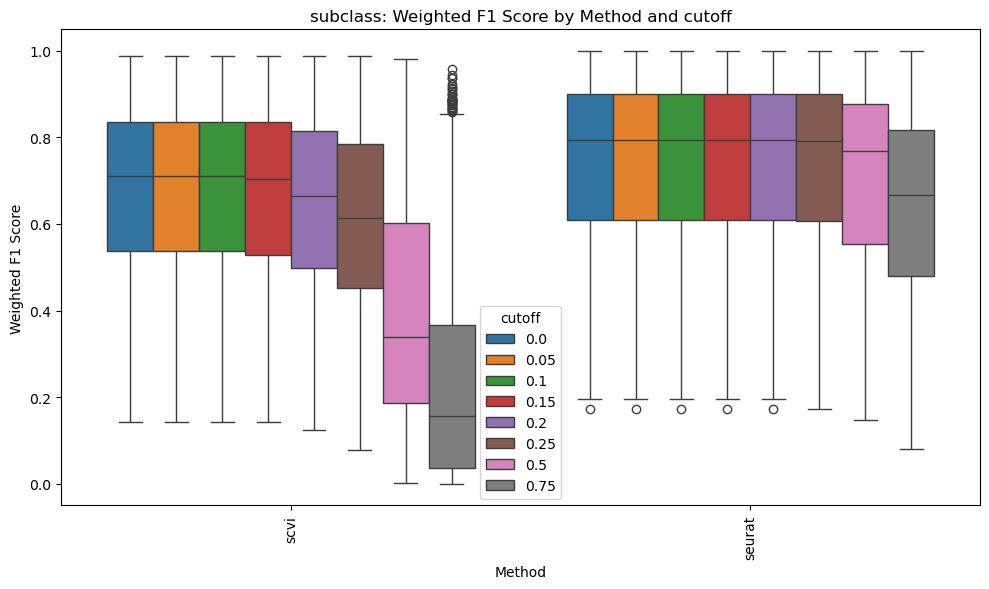 subclass: Weighted F1 Score by Method and cutoff
Weighted F1 Score
1.0
0.8
0.6
0.4
0.2
0.0
cutoff
0.0
0.05
0.1
0.15
0.2
0.25
0.5
0.75
scvi
seurat
Method